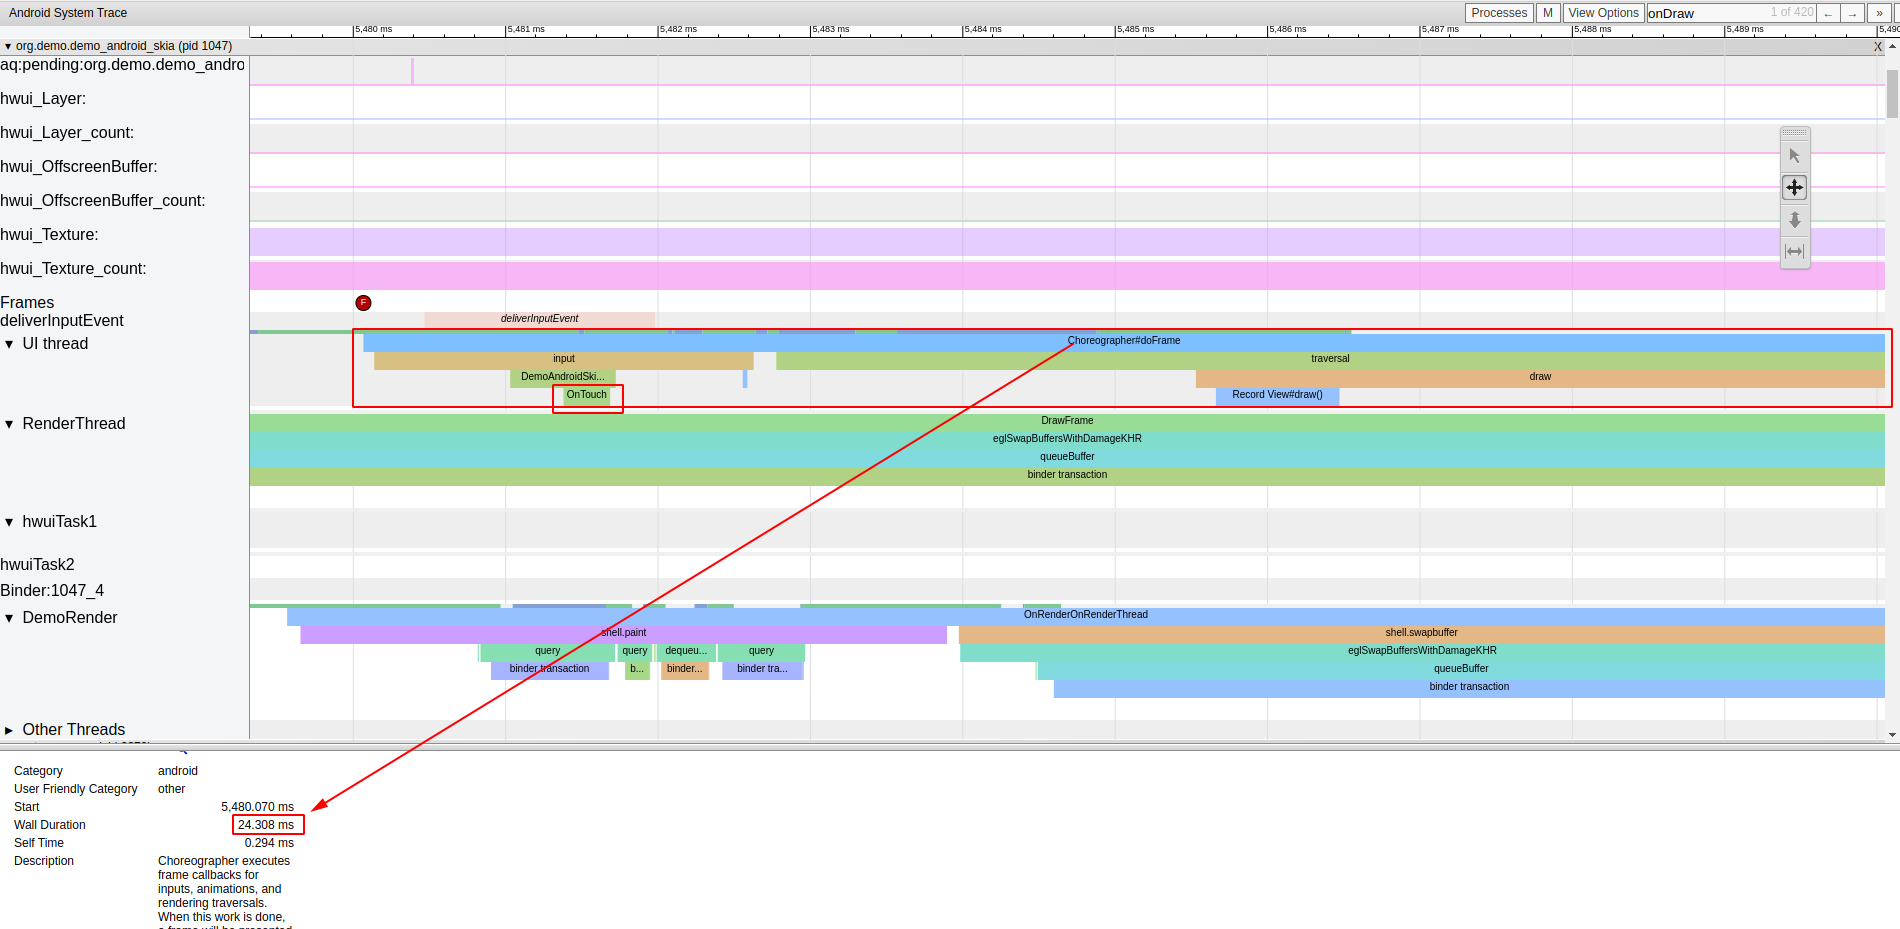 Android System Trace
Processes M View Options onDraw 1 of 420 ← → »
5,480 ms 5,481 ms 5,482 ms 5,483 ms 5,484 ms 5,485 ms 5,486 ms 5,487 ms 5,488 ms 5,489 ms
▾ org.demo.demo_android_skia (pid 1047) X
aq:pending:org.demo.demo_andro
hwui_Layer:
hwui_Layer_count:
hwui_OffscreenBuffer:
hwui_OffscreenBuffer_count:
hwui_Texture:
hwui_Texture_count:
Frames F
deliverInputEvent deliverInputEvent
▾ UI thread Choreographer#doFrame
input traversal
DemoAndroidSki... draw
OnTouch Record View#draw()
▾ RenderThread DrawFrame
eglSwapBuffersWithDamageKHR
queueBuffer
binder transaction
▾ hwuiTask1
hwuiTask2
Binder:1047_4
▾ DemoRender OnRenderOnRenderThread
shell.paint shell.swapbuffer
query query dequeu... query eglSwapBuffersWithDamageKHR
binder transaction b... binder... binder tra... queueBuffer
binder transaction
▸ Other Threads
Category android
User Friendly Category other
Start 5,480.070 ms
Wall Duration 24.308 ms
Self Time 0.294 ms
Description Choreographer executes
frame callbacks for
inputs, animations, and
rendering traversals.
When this work is done,